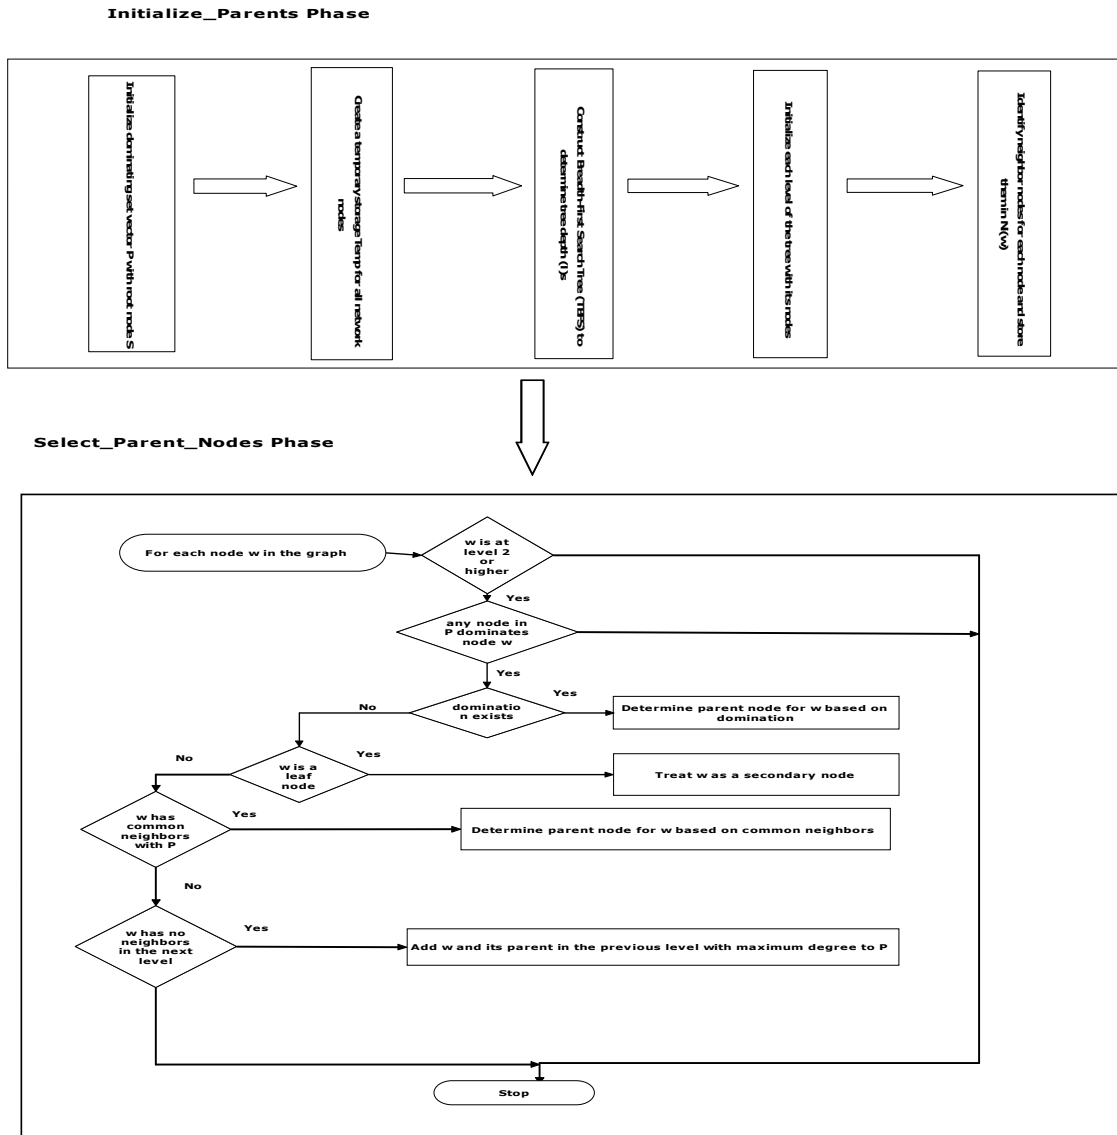 Initialize_Parents Phase
Initialize dominating set vector P with root node S
Create a temporary storage Temp for all network
nodes
Construct Breadth-First Search Tree (TBFS) to
determine tree depth (l)s
Initialize each level of the tree with its nodes
Identify neighbor nodes for each node and store
them in N(w)
Select_Parent_Nodes Phase
For each node w in the graph
w is at
level 2
or
higher
Yes
any node in
P dominates
node w
Yes
dominatio
n exists
Yes
Determine parent node for w based on
domination
No
w is a
leaf
node
Yes
Treat w as a secondary node
No
w has
common
neighbors
with P
Yes
Determine parent node for w based on common neighbors
No
w has no
neighbors
in the next
level
Yes
Add w and its parent in the previous level with maximum degree to P
Stop